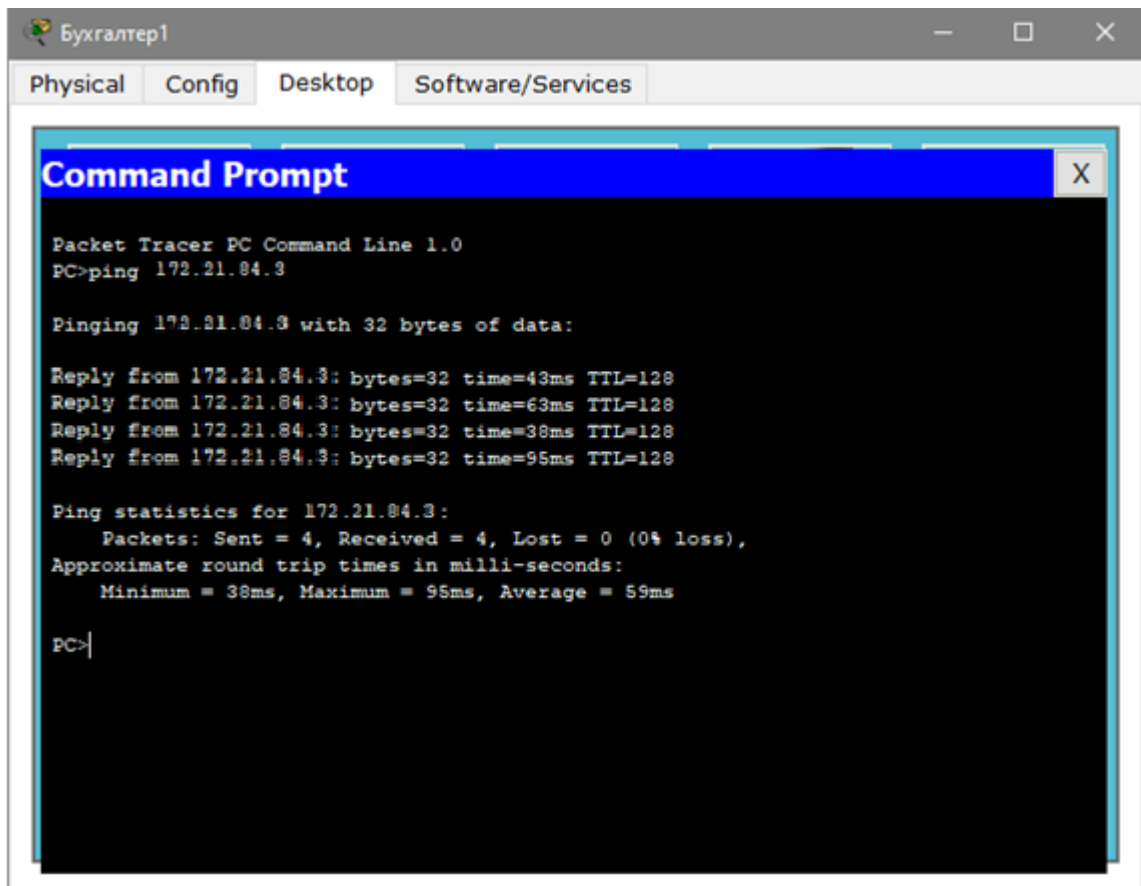 Бухгалтер1
Physical Config Desktop Software/Services
Command Prompt X
Packet Tracer PC Command Line 1.0
PC>ping 172.21.84.3
Pinging 172.21.84.3 with 32 bytes of data:
Reply from 172.21.84.3: bytes=32 time=43ms TTL=128
Reply from 172.21.84.3: bytes=32 time=63ms TTL=128
Reply from 172.21.84.3: bytes=32 time=38ms TTL=128
Reply from 172.21.84.3: bytes=32 time=95ms TTL=128
Ping statistics for 172.21.84.3:
Packets: Sent = 4, Received = 4, Lost = 0 (0% loss),
Approximate round trip times in milli-seconds:
Minimum = 38ms, Maximum = 95ms, Average = 59ms
PC>